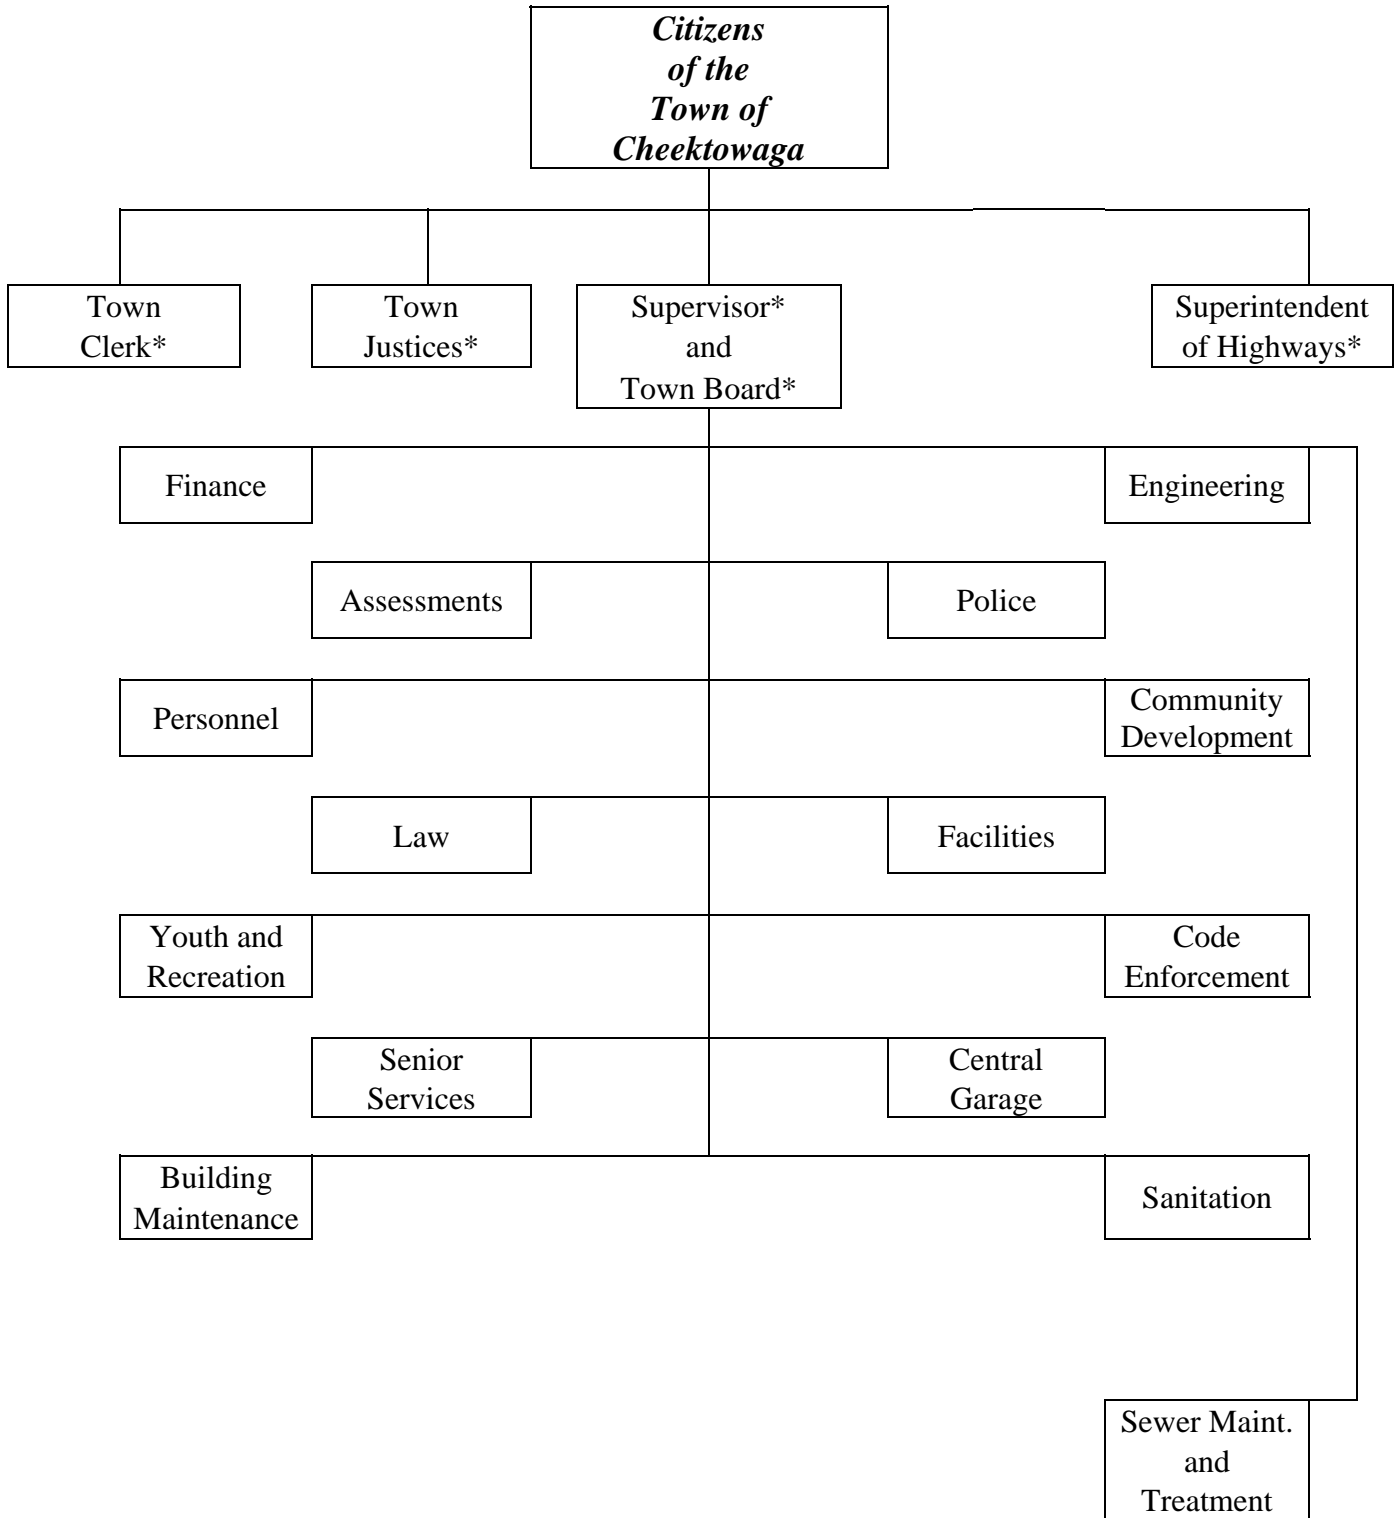 Citizens
of the
Town of
Cheektowaga
Town
Clerk*
Town
Justices*
Supervisor*
and
Town Board*
Superintendent
of Highways*
Finance
Engineering
Assessments
Police
Personnel
Community
Development
Law
Facilities
Youth and
Recreation
Code
Enforcement
Senior
Services
Central
Garage
Building
Maintenance
Sanitation
Sewer Maint.
and
Treatment